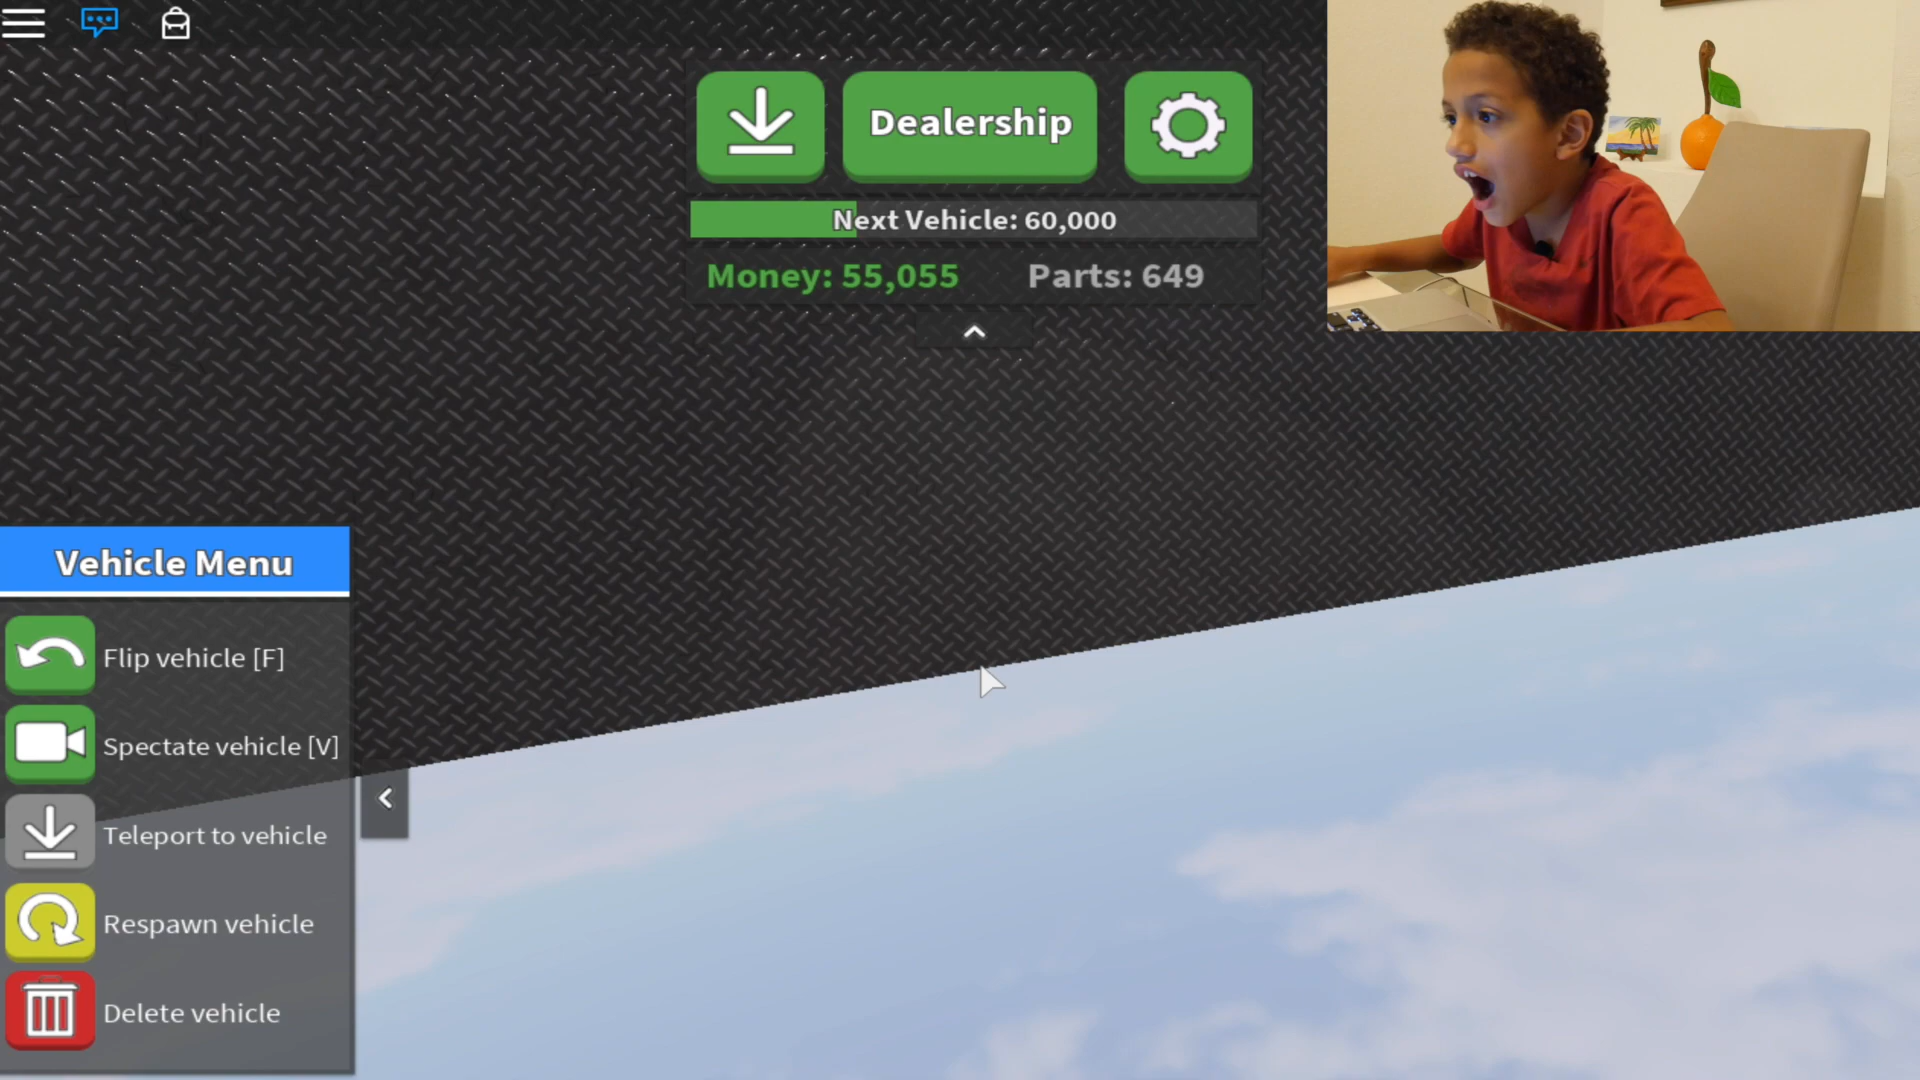 Dealership
Next Vehicle: 60,000
Money: 55,055 Parts: 649
Vehicle Menu
Flip vehicle [F]
Spectate vehicle [V]
Teleport to vehicle
Respawn vehicle
Delete vehicle